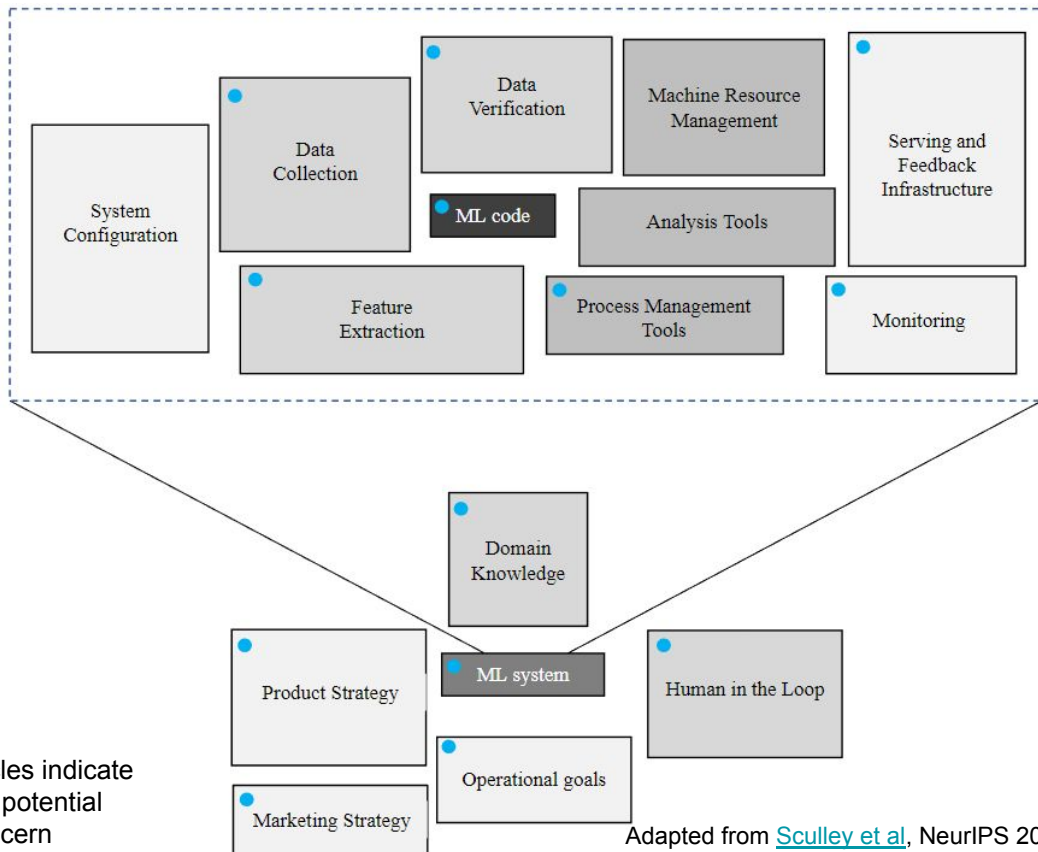 Data
Verification
Machine Resource
Management
Data
Collection
Serving and
Feedback
Infrastructure
System
Configuration
ML code
Analysis Tools
Feature
Extraction
Process Management
Tools
Monitoring
Domain
Knowledge
ML system
Product Strategy
Human in the Loop
Operational goals
Marketing Strategy
les indicate
potential
cern
Adapted from Sculley et al, NeurIPS 20